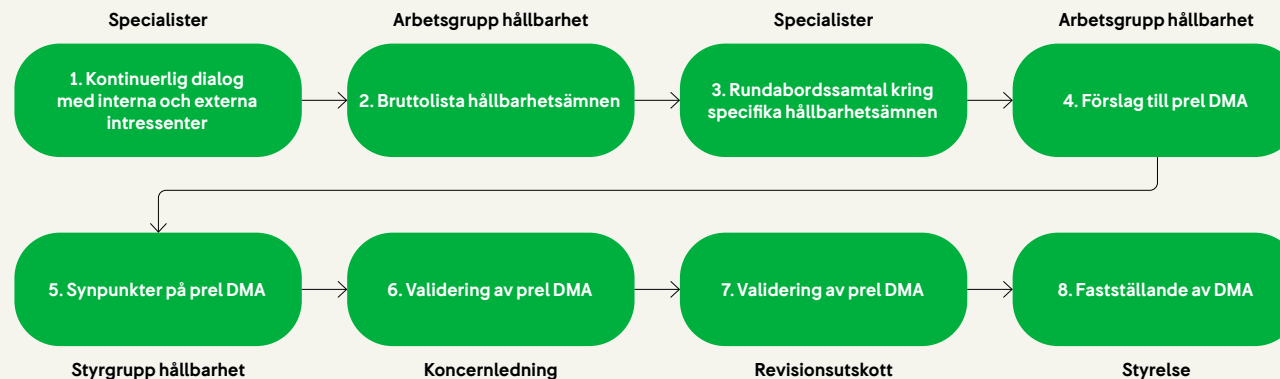 Specialister
Arbetsgrupp hållbarhet
Specialister
Arbetsgrupp hållbarhet
1. Kontinuerlig dialog
med interna och externa
intressenter
2. Bruttolista hållbarhetsämnen
3. Rundabordssamtal kring
specifika hållbarhetsämnen
4. Förslag till prel DMA
5. Synpunkter på prel DMA
6. Validering av prel DMA
7. Validering av prel DMA
8. Fastställande av DMA
Styrgrupp hållbarhet
Koncernledning
Revisionsutskott
Styrelse